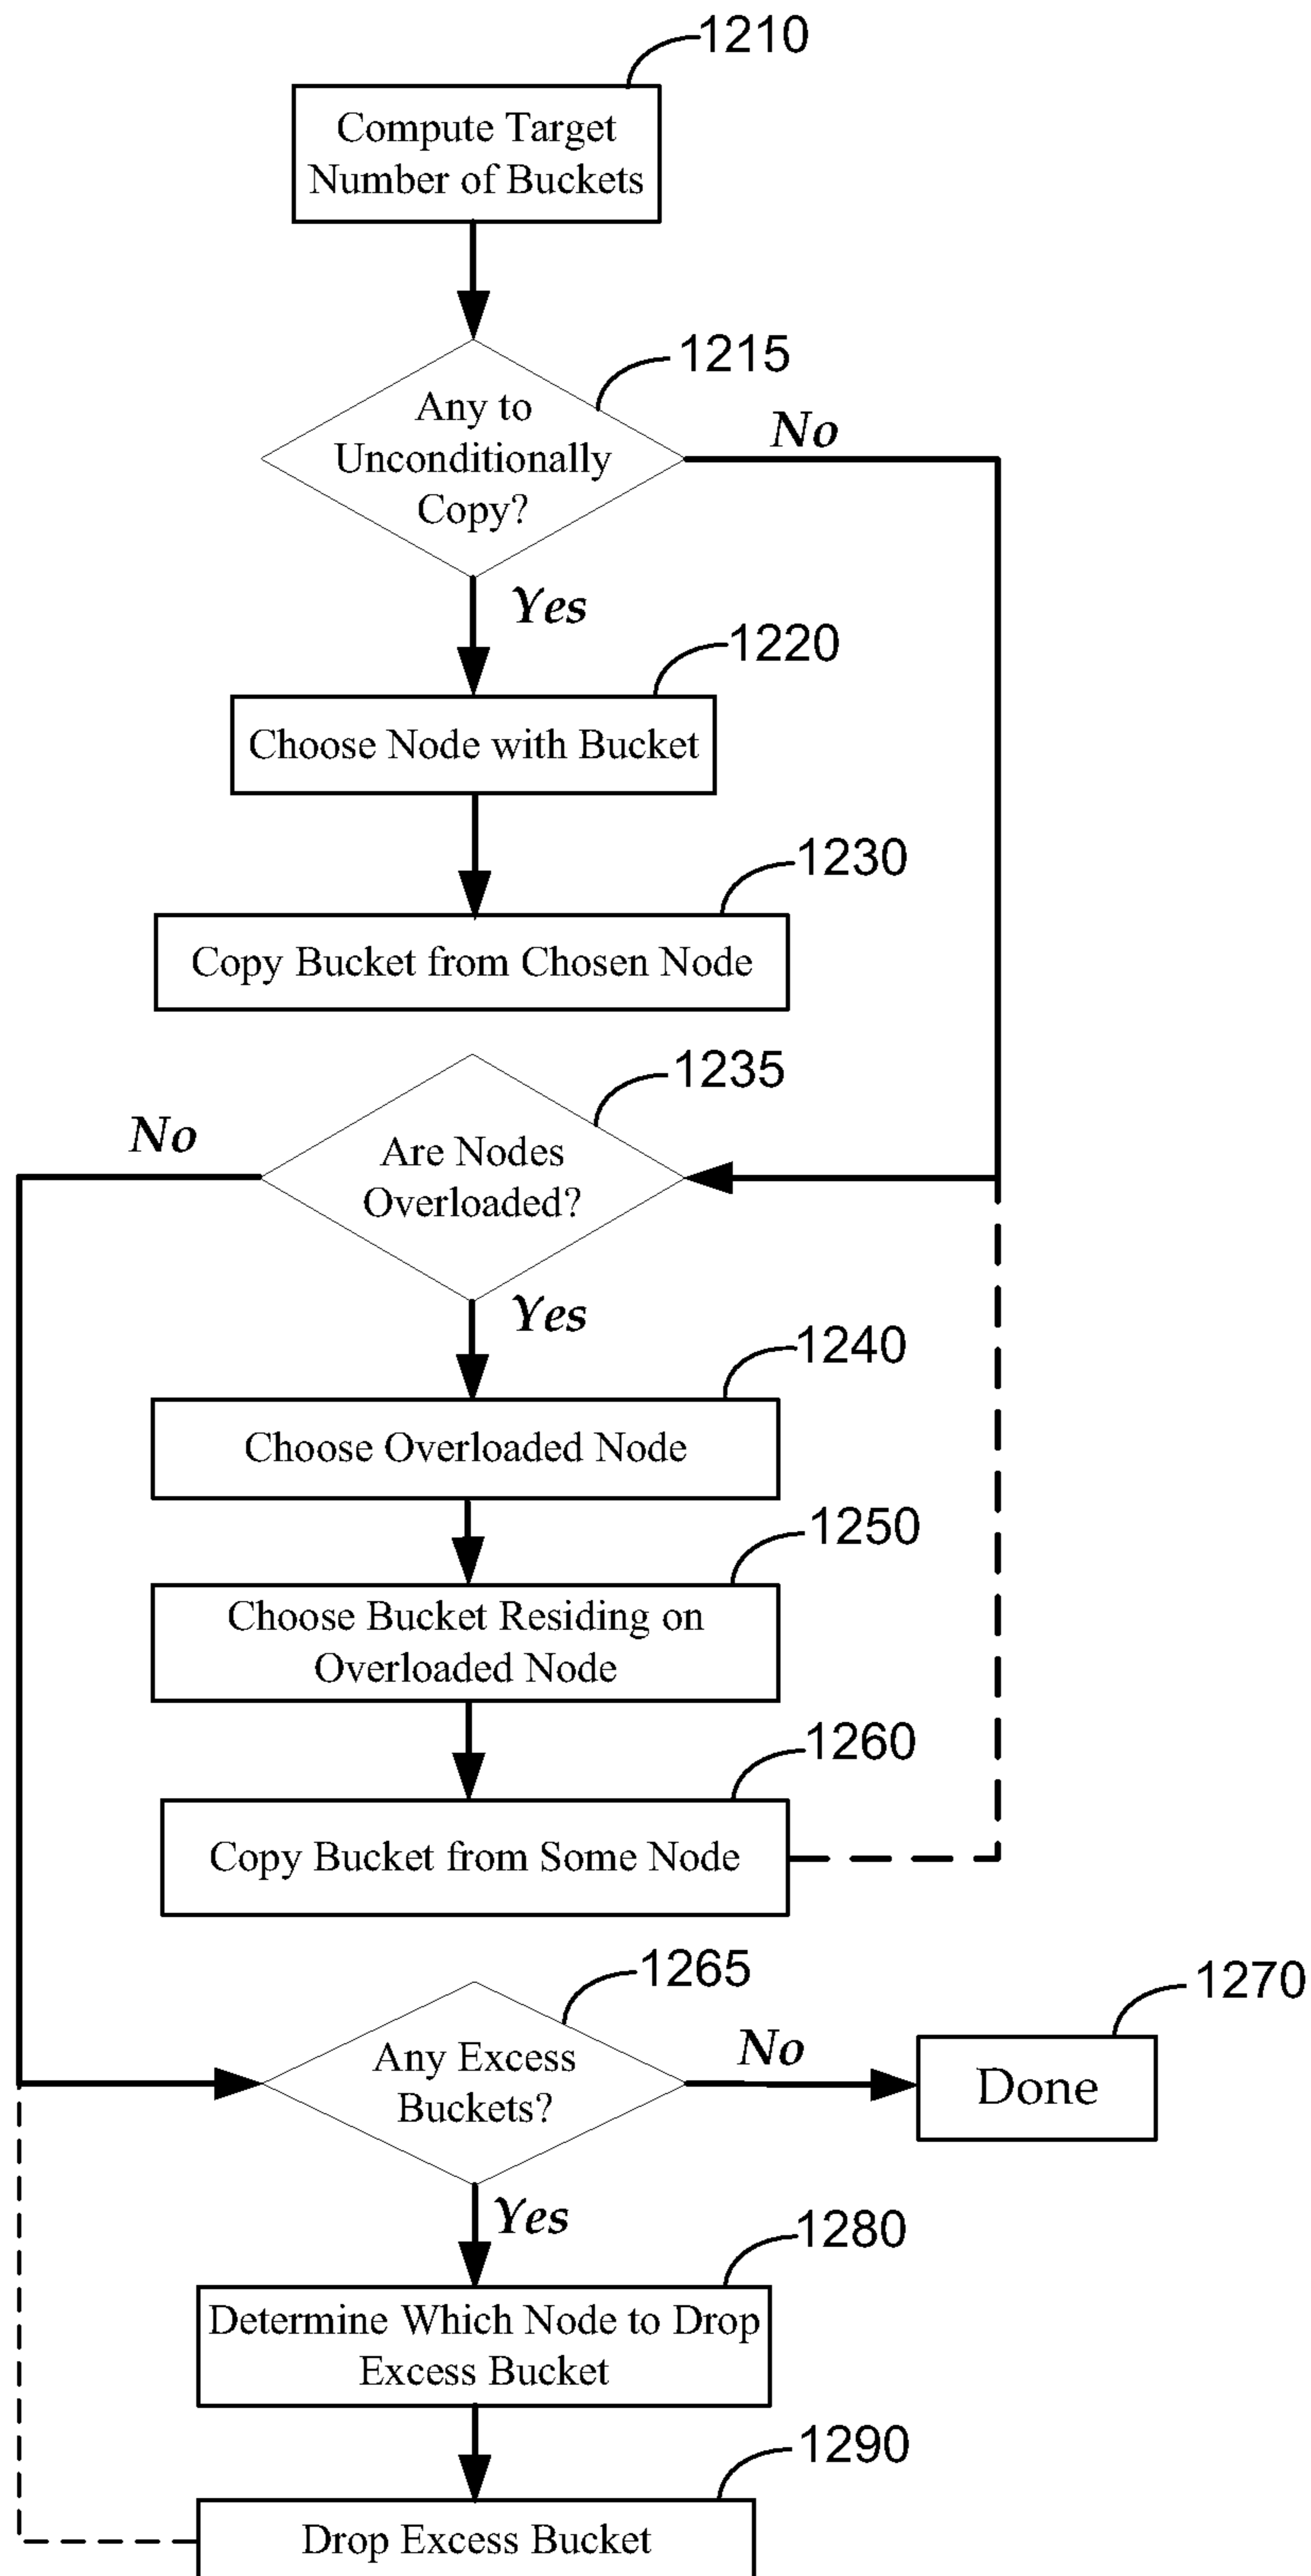 1210
Compute Target
Number of Buckets
1215
Any to
Unconditionally
Copy?
No
Yes
1220
Choose Node with Bucket
1230
Copy Bucket from Chosen Node
1235
No
Are Nodes
Overloaded?
Yes
1240
Choose Overloaded Node
1250
Choose Bucket Residing on
Overloaded Node
1260
Copy Bucket from Some Node
1265
1270
Any Excess
Buckets?
No
Done
Yes
1280
Determine Which Node to Drop
Excess Bucket
1290
Drop Excess Bucket